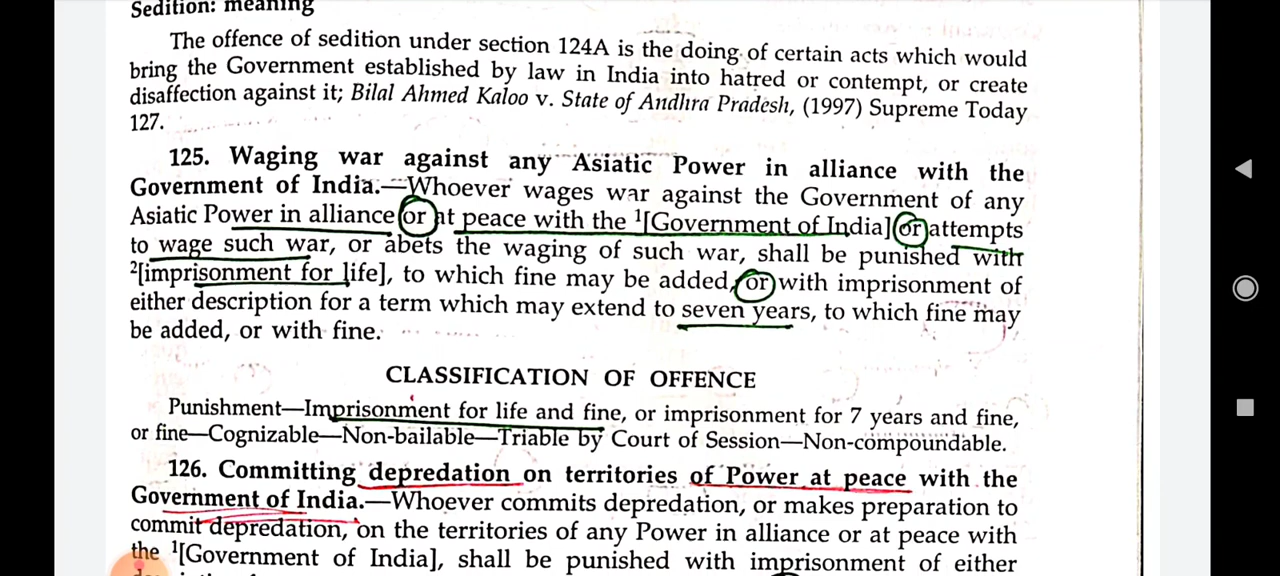 Sedition: meaning
The offence of sedition under section 124A is the doing of certain acts which would
bring the Government established by law in India into hatred or contempt, or create
disaffection against it; Bilal Ahmed Kaloo v. State of Andhra Pradesh, (1997) Supreme Today
127.
125. Waging war against any Asiatic Power in alliance with the
Government of India.—Whoever wages war against the Government of any
Asiatic Power in alliance or at peace with the ¹[Government of India] or attempts
to wage such war, or abets the waging of such war, shall be punished with
²[imprisonment for life], to which fine may be added, or with imprisonment of
either description for a term which may extend to seven years, to which fine may
be added, or with fine.
CLASSIFICATION OF OFFENCE
Punishment—Imprisonment for life and fine, or imprisonment for 7 years and fine,
or fine—Cognizable—Non-bailable—Triable by Court of Session—Non-compoundable.
126. Committing depredation on territories of Power at peace with the
Government of India.—Whoever commits depredation, or makes preparation to
commit depredation, on the territories of any Power in alliance or at peace with
the ¹[Government of India], shall be punished with imprisonment of either